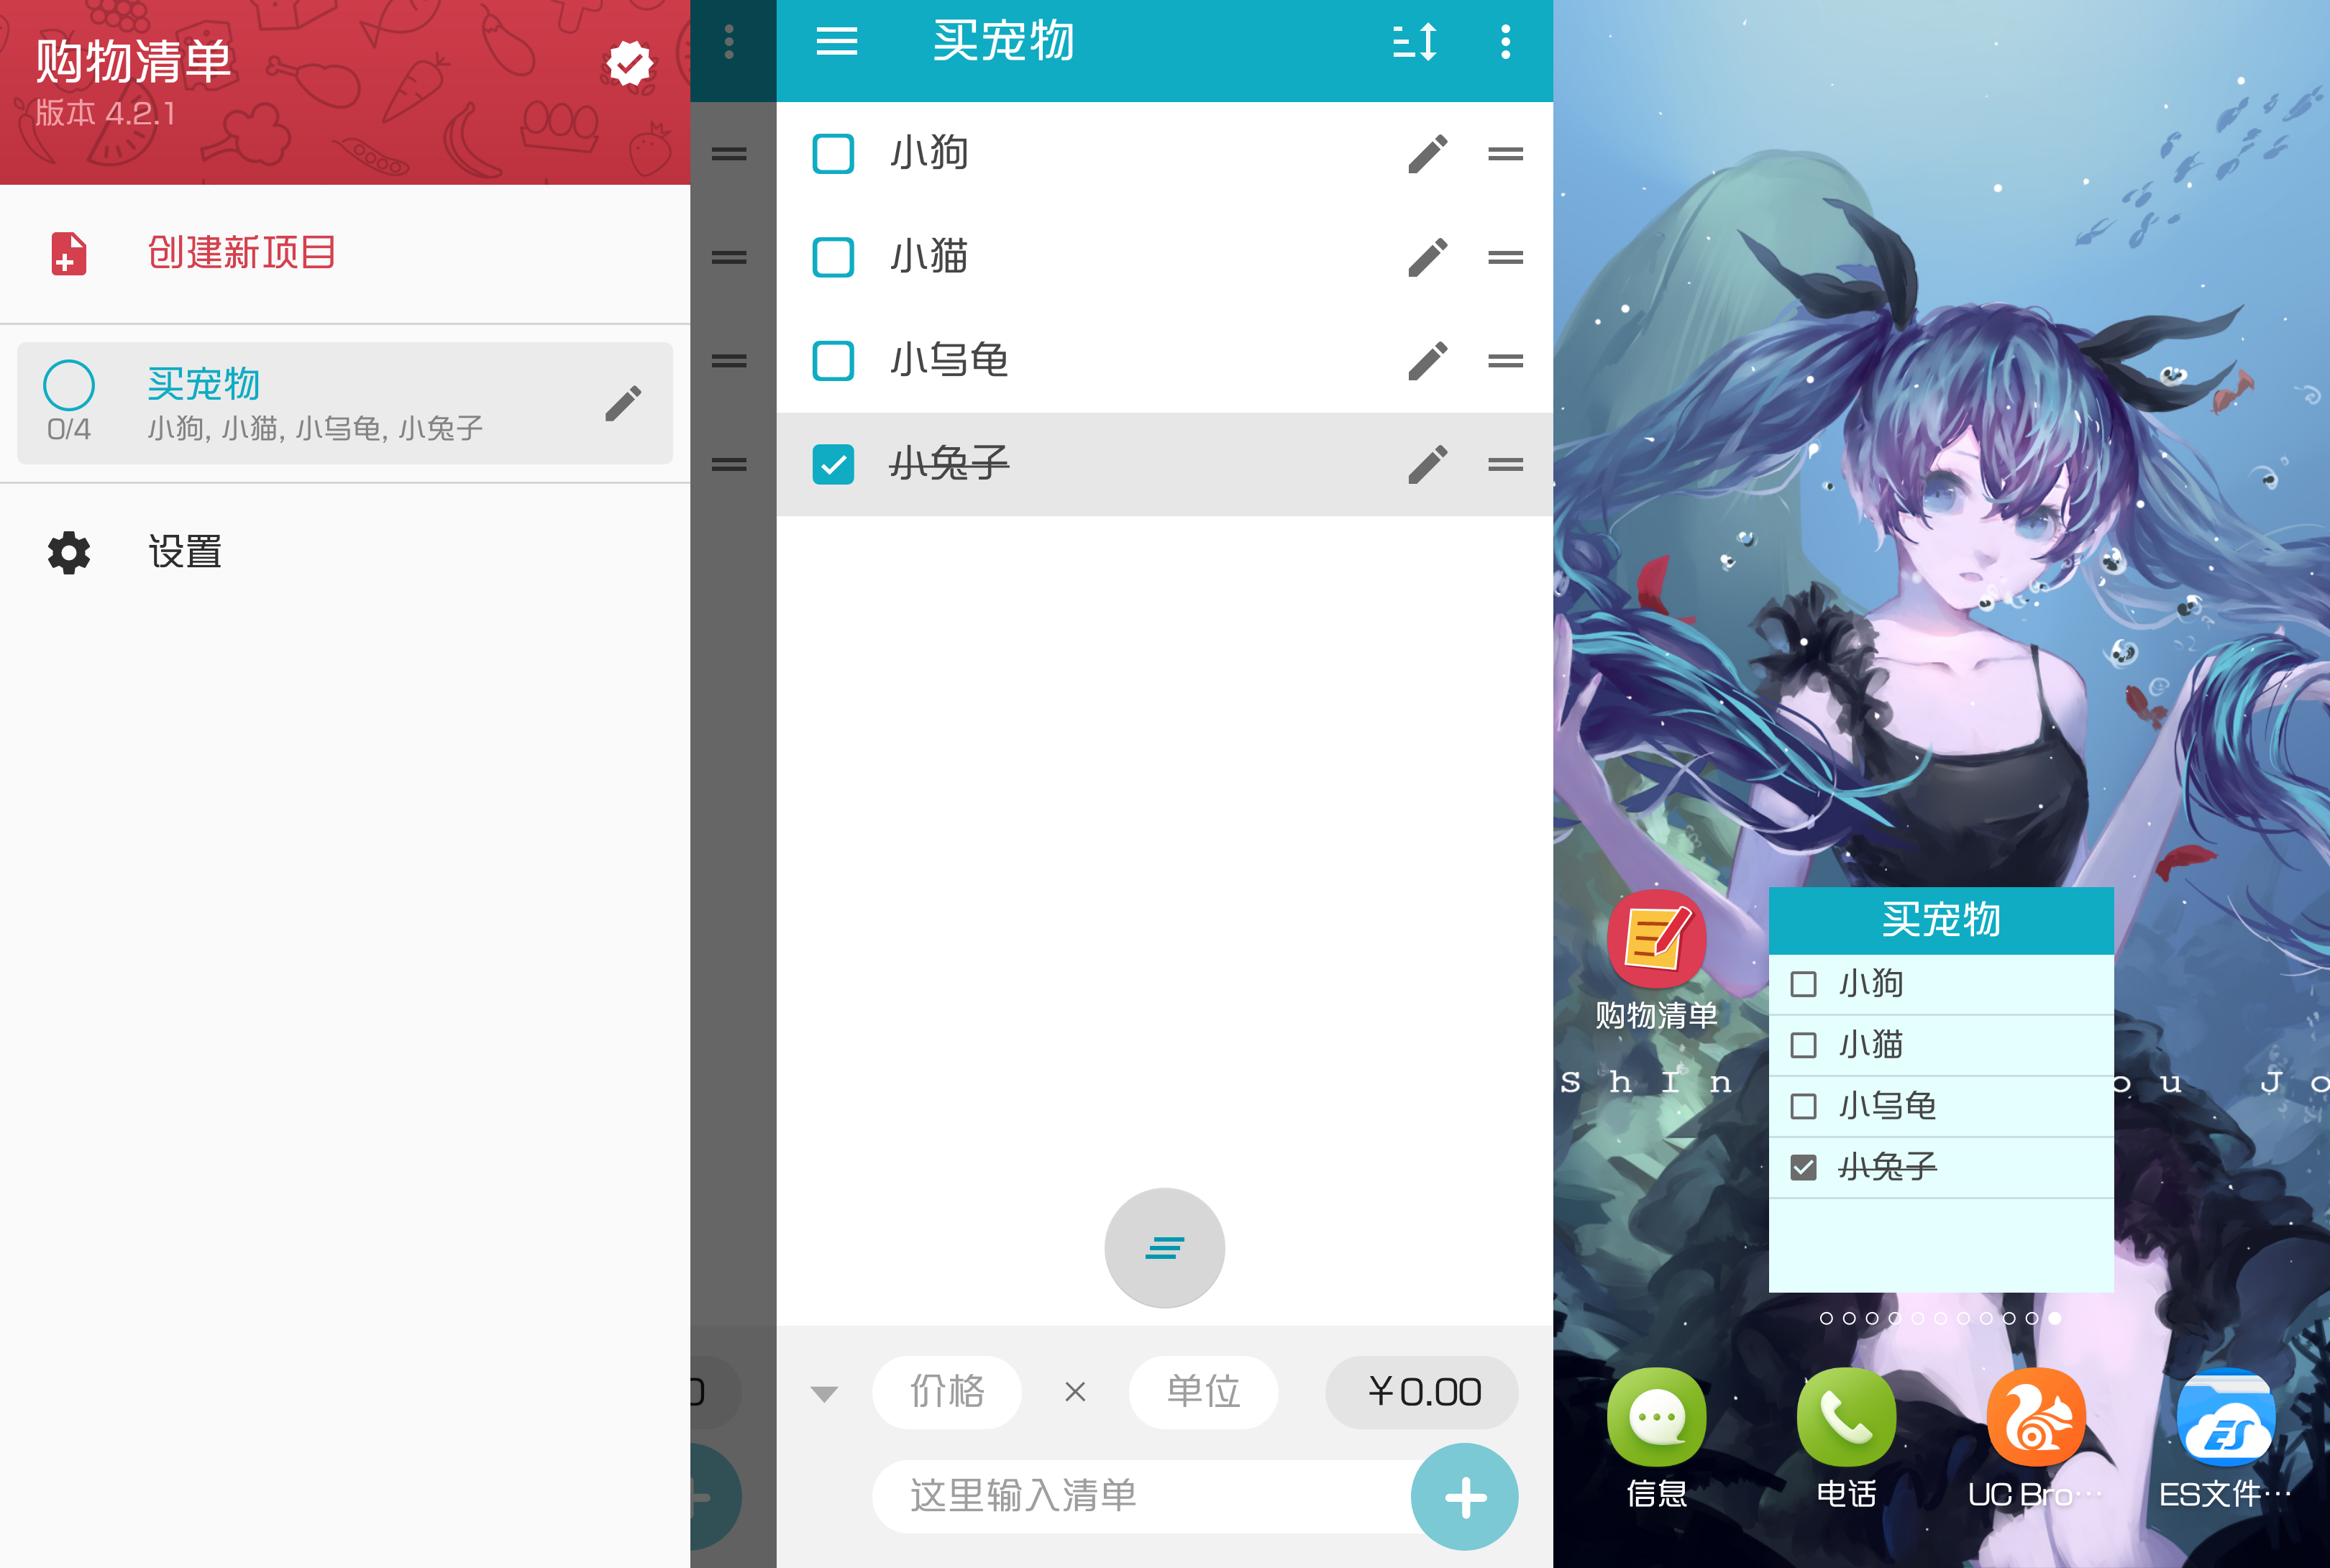 购物清单
版本 4.2.1
创建新项目
买宠物
小狗, 小猫, 小乌龟, 小兔子
0/4
设置
买宠物
小狗
小猫
小乌龟
小兔子
价格 × 单位 ￥0.00
这里输入清单
购物清单
买宠物
小狗
小猫
小乌龟
小兔子
ShIn ou Jo
信息 电话 UC Bro… ES文件…